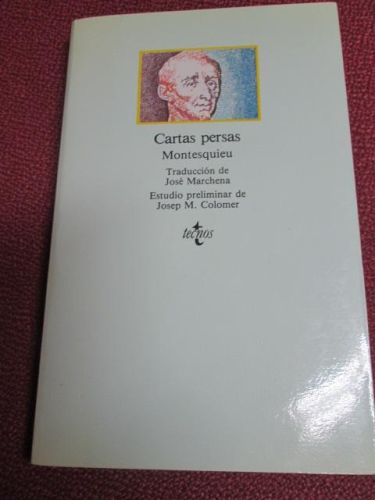 Cartas persas
Montesquieu
Traducción de
José Marchena
Estudio preliminar de
Josep M. Colomer
tecnos